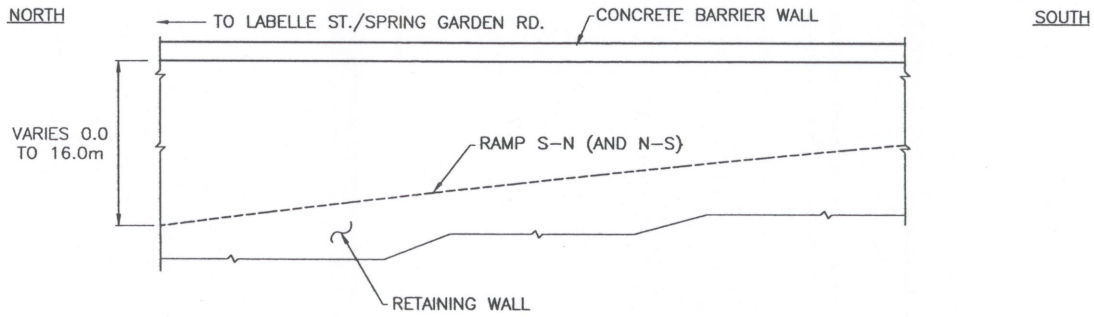 NORTH
TO LABELLE ST./SPRING GARDEN RD.
CONCRETE BARRIER WALL
SOUTH
VARIES 0.0
TO 16.0m
RAMP S-N (AND N-S)
RETAINING WALL